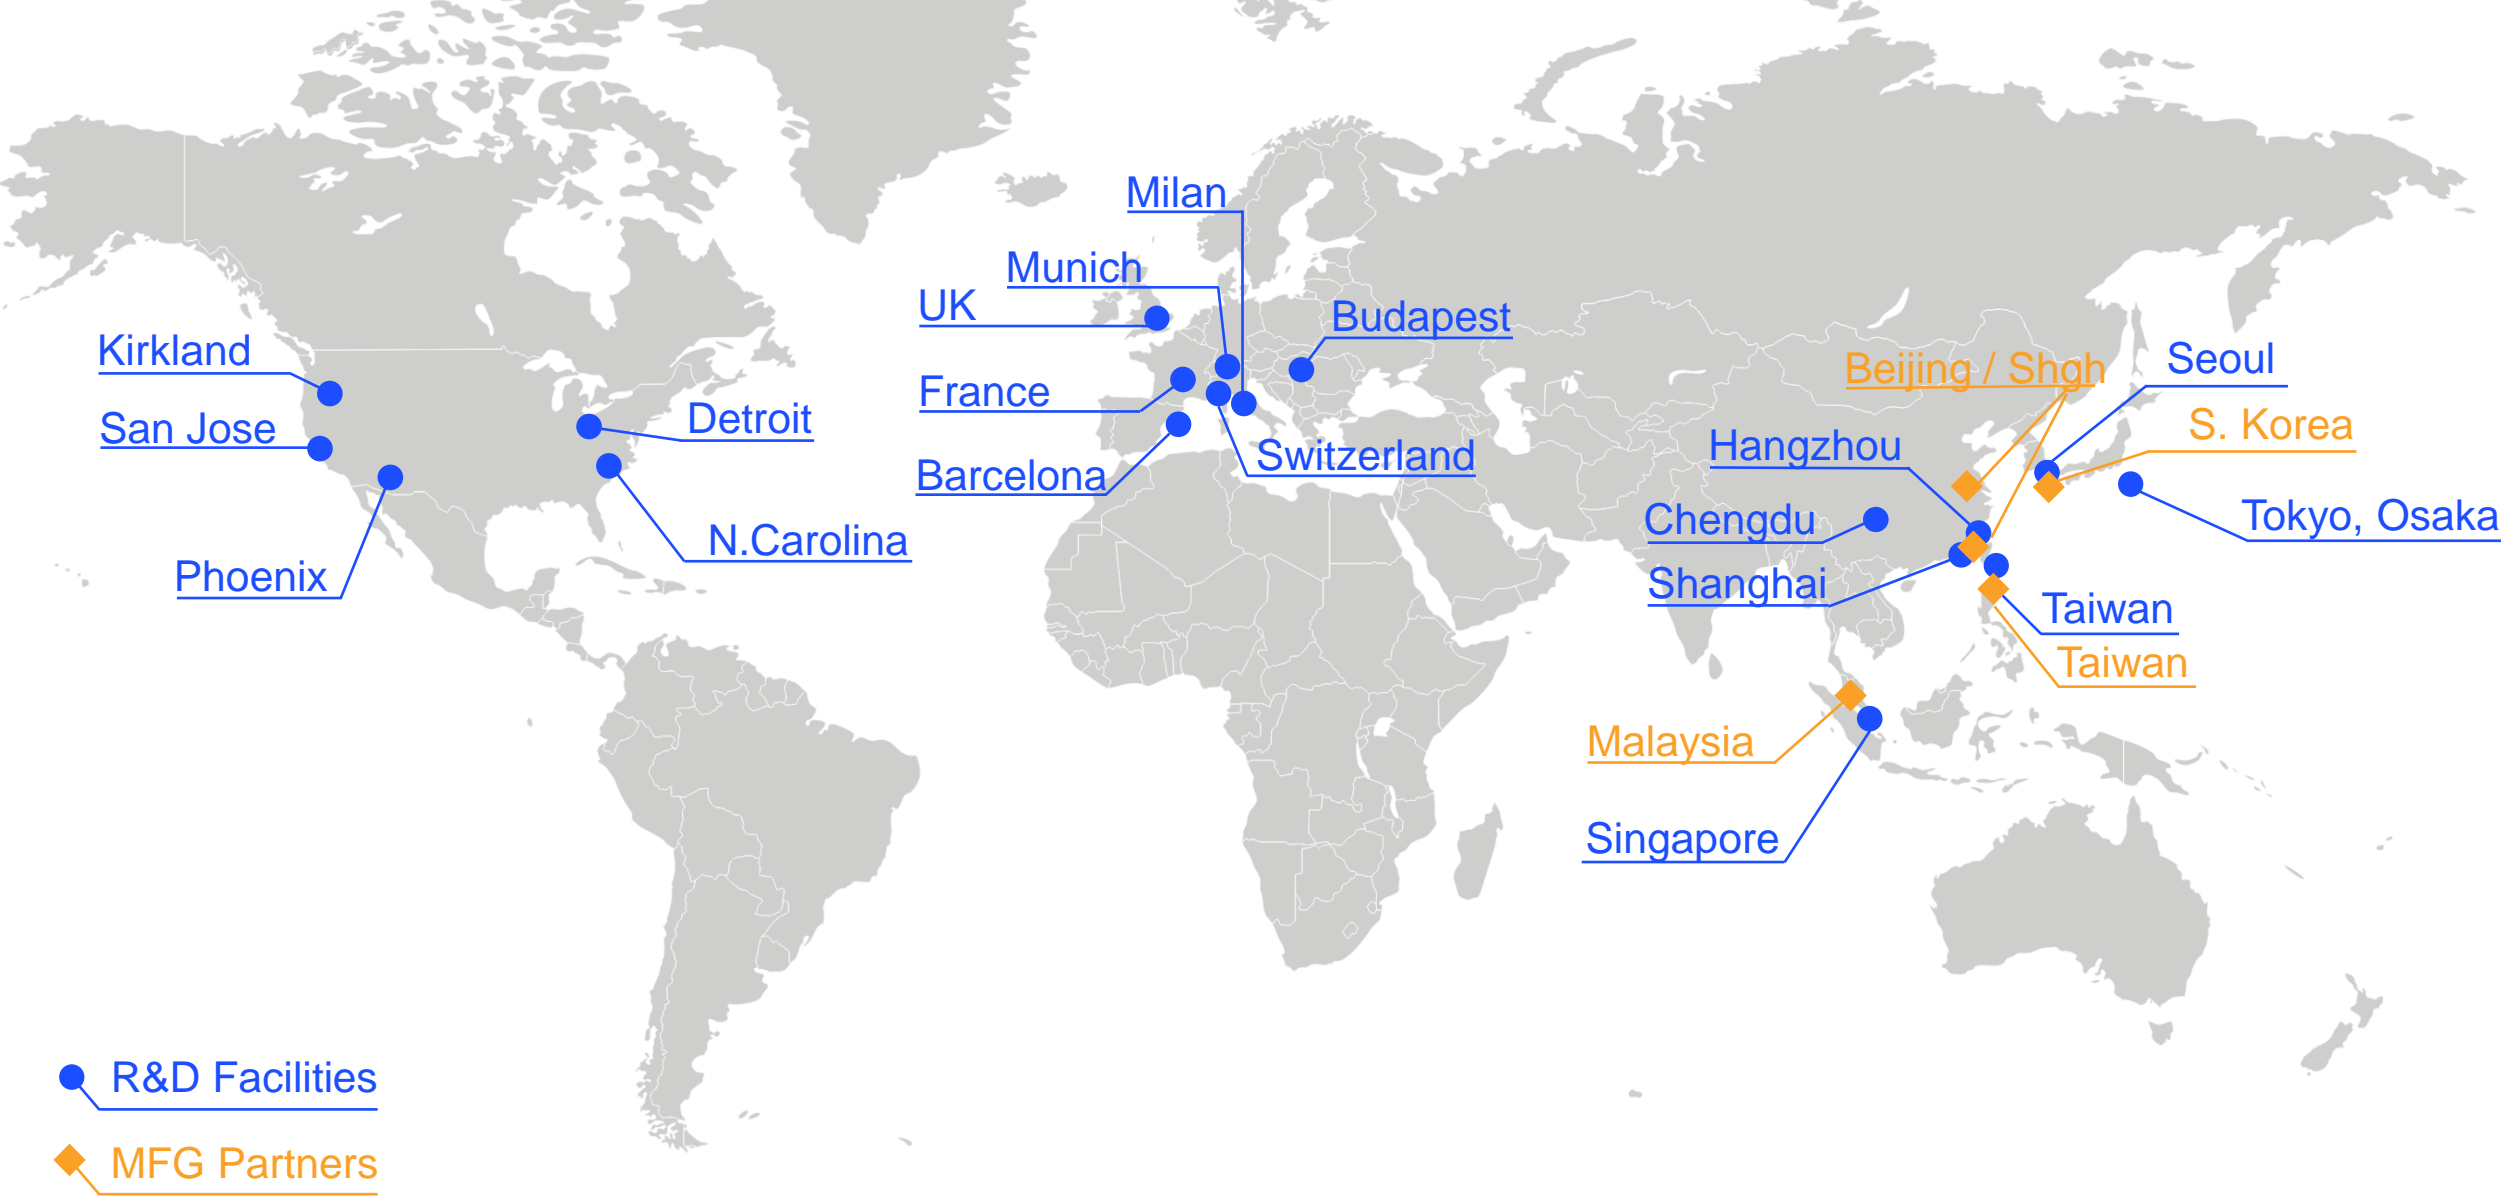 Milan
Munich
UK
Budapest
Kirkland
France
San Jose
Detroit
Barcelona
Switzerland
N.Carolina
Phoenix
Beijing / Shgh
Seoul
S. Korea
Hangzhou
Chengdu
Tokyo, Osaka
Shanghai
Taiwan
Taiwan
Malaysia
Singapore
R&D Facilities
MFG Partners